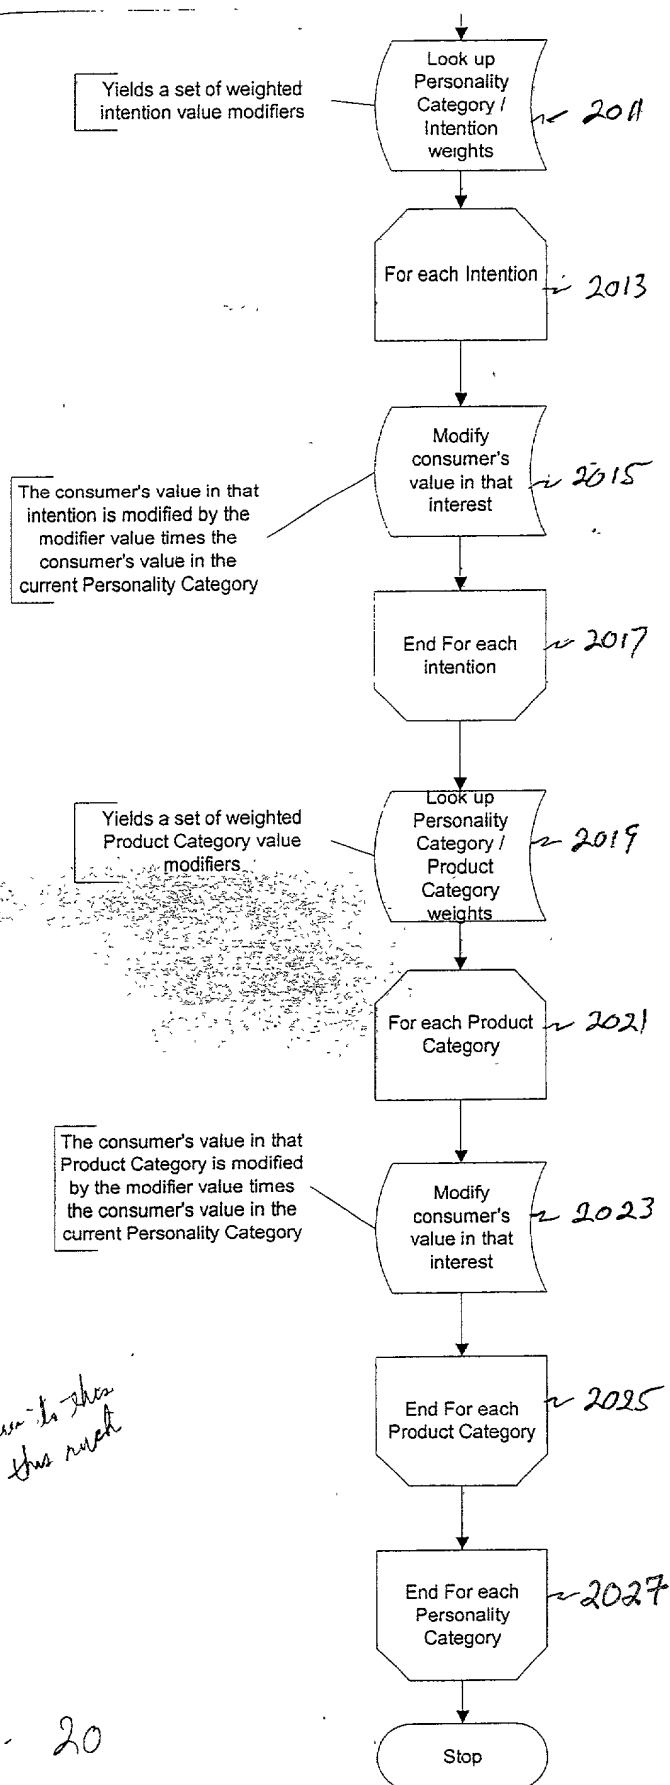 Look up
Personality
Category /
Intention
weights
2011
Yields a set of weighted
intention value modifiers
For each Intention
2013
Modify
consumer's
value in that
interest
2015
The consumer's value in that
intention is modified by the
modifier value times the
consumer's value in the
current Personality Category
End For each
intention
2017
Look up
Personality
Category /
Product
Category
weights
2019
Yields a set of weighted
Product Category value
modifiers
For each Product
Category
2021
The consumer's value in that
Product Category is modified
by the modifier value times
the consumer's value in the
current Personality Category
Modify
consumer's
value in that
interest
2023
End For each
Product Category
2025
this
this much
End For each
Personality
Category
2027
20
Stop